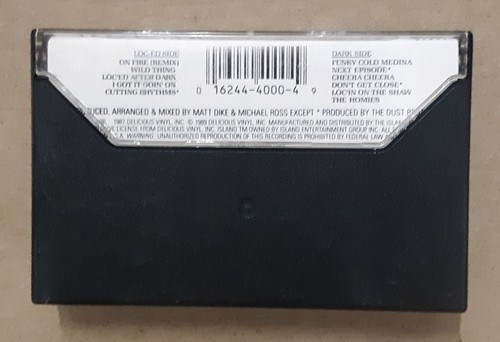 LOC-ED SIDE
ON FIRE (REMIX)
WILD THING
LOC'ED AFTER DARK
I GOT IT GOIN' ON
CUTTING RHYTHMS*
0 16244-4000-4 9
DARK SIDE
FUNKY COLD MEDINA
NEXT EPISODE*
CHEEBA CHEEBA
DON'T GET CLOSE*
LOC'IN ON THE SHAW
THE HOMIES
DUCED, ARRANGED & MIXED BY MATT DIKE & MICHAEL ROSS EXCEPT * PRODUCED BY THE DUST BR
1987 DELICIOUS VINYL, INC. © 1989 DELICIOUS VINYL, INC. MANUFACTURED AND DISTRIBUTED BY THE ISLA
VE LICENSE FROM DELICIOUS VINYL, INC. ISLAND TM OWNED BY ISLAND ENTERTAINMENT GROUP INC. ALL
S.A. WARNING: UNAUTHORIZED REPRODUCTION OF THIS RECORDING IS PROHIBITED BY FEDERAL LAW